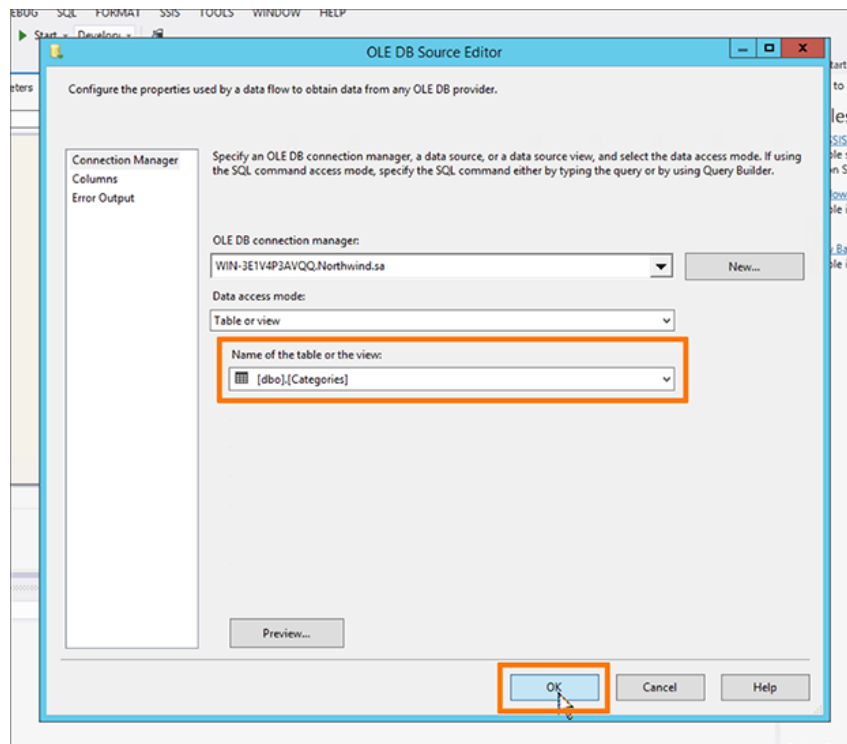 EBUG SQL FORMAT SSIS TOOLS WINDOW HELP
Start
OLE DB Source Editor
Configure the properties used by a data flow to obtain data from any OLE DB provider.
Connection Manager
Columns
Error Output
Specify an OLE DB connection manager, a data source, or a data source view, and select the data access mode. If using
the SQL command access mode, specify the SQL command either by typing the query or by using Query Builder.
OLE DB connection manager:
WIN-3E1V4P3AVQQ.Northwind.sa
New...
Data access mode:
Table or view
Name of the table or the view:
[dbo].[Categories]
Preview...
OK
Cancel
Help